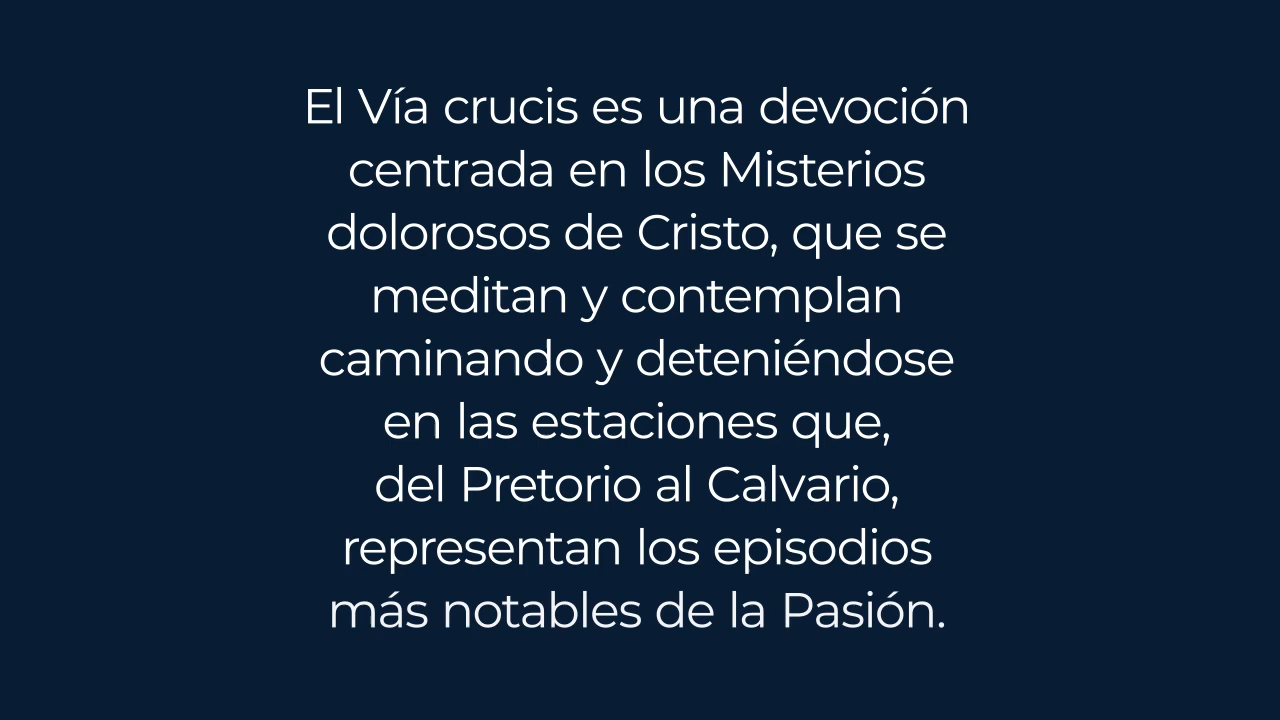 El Vía crucis es una devoción
centrada en los Misterios
dolorosos de Cristo, que se
meditan y contemplan
caminando y deteniéndose
en las estaciones que,
del Pretorio al Calvario,
representan los episodios
más notables de la Pasión.